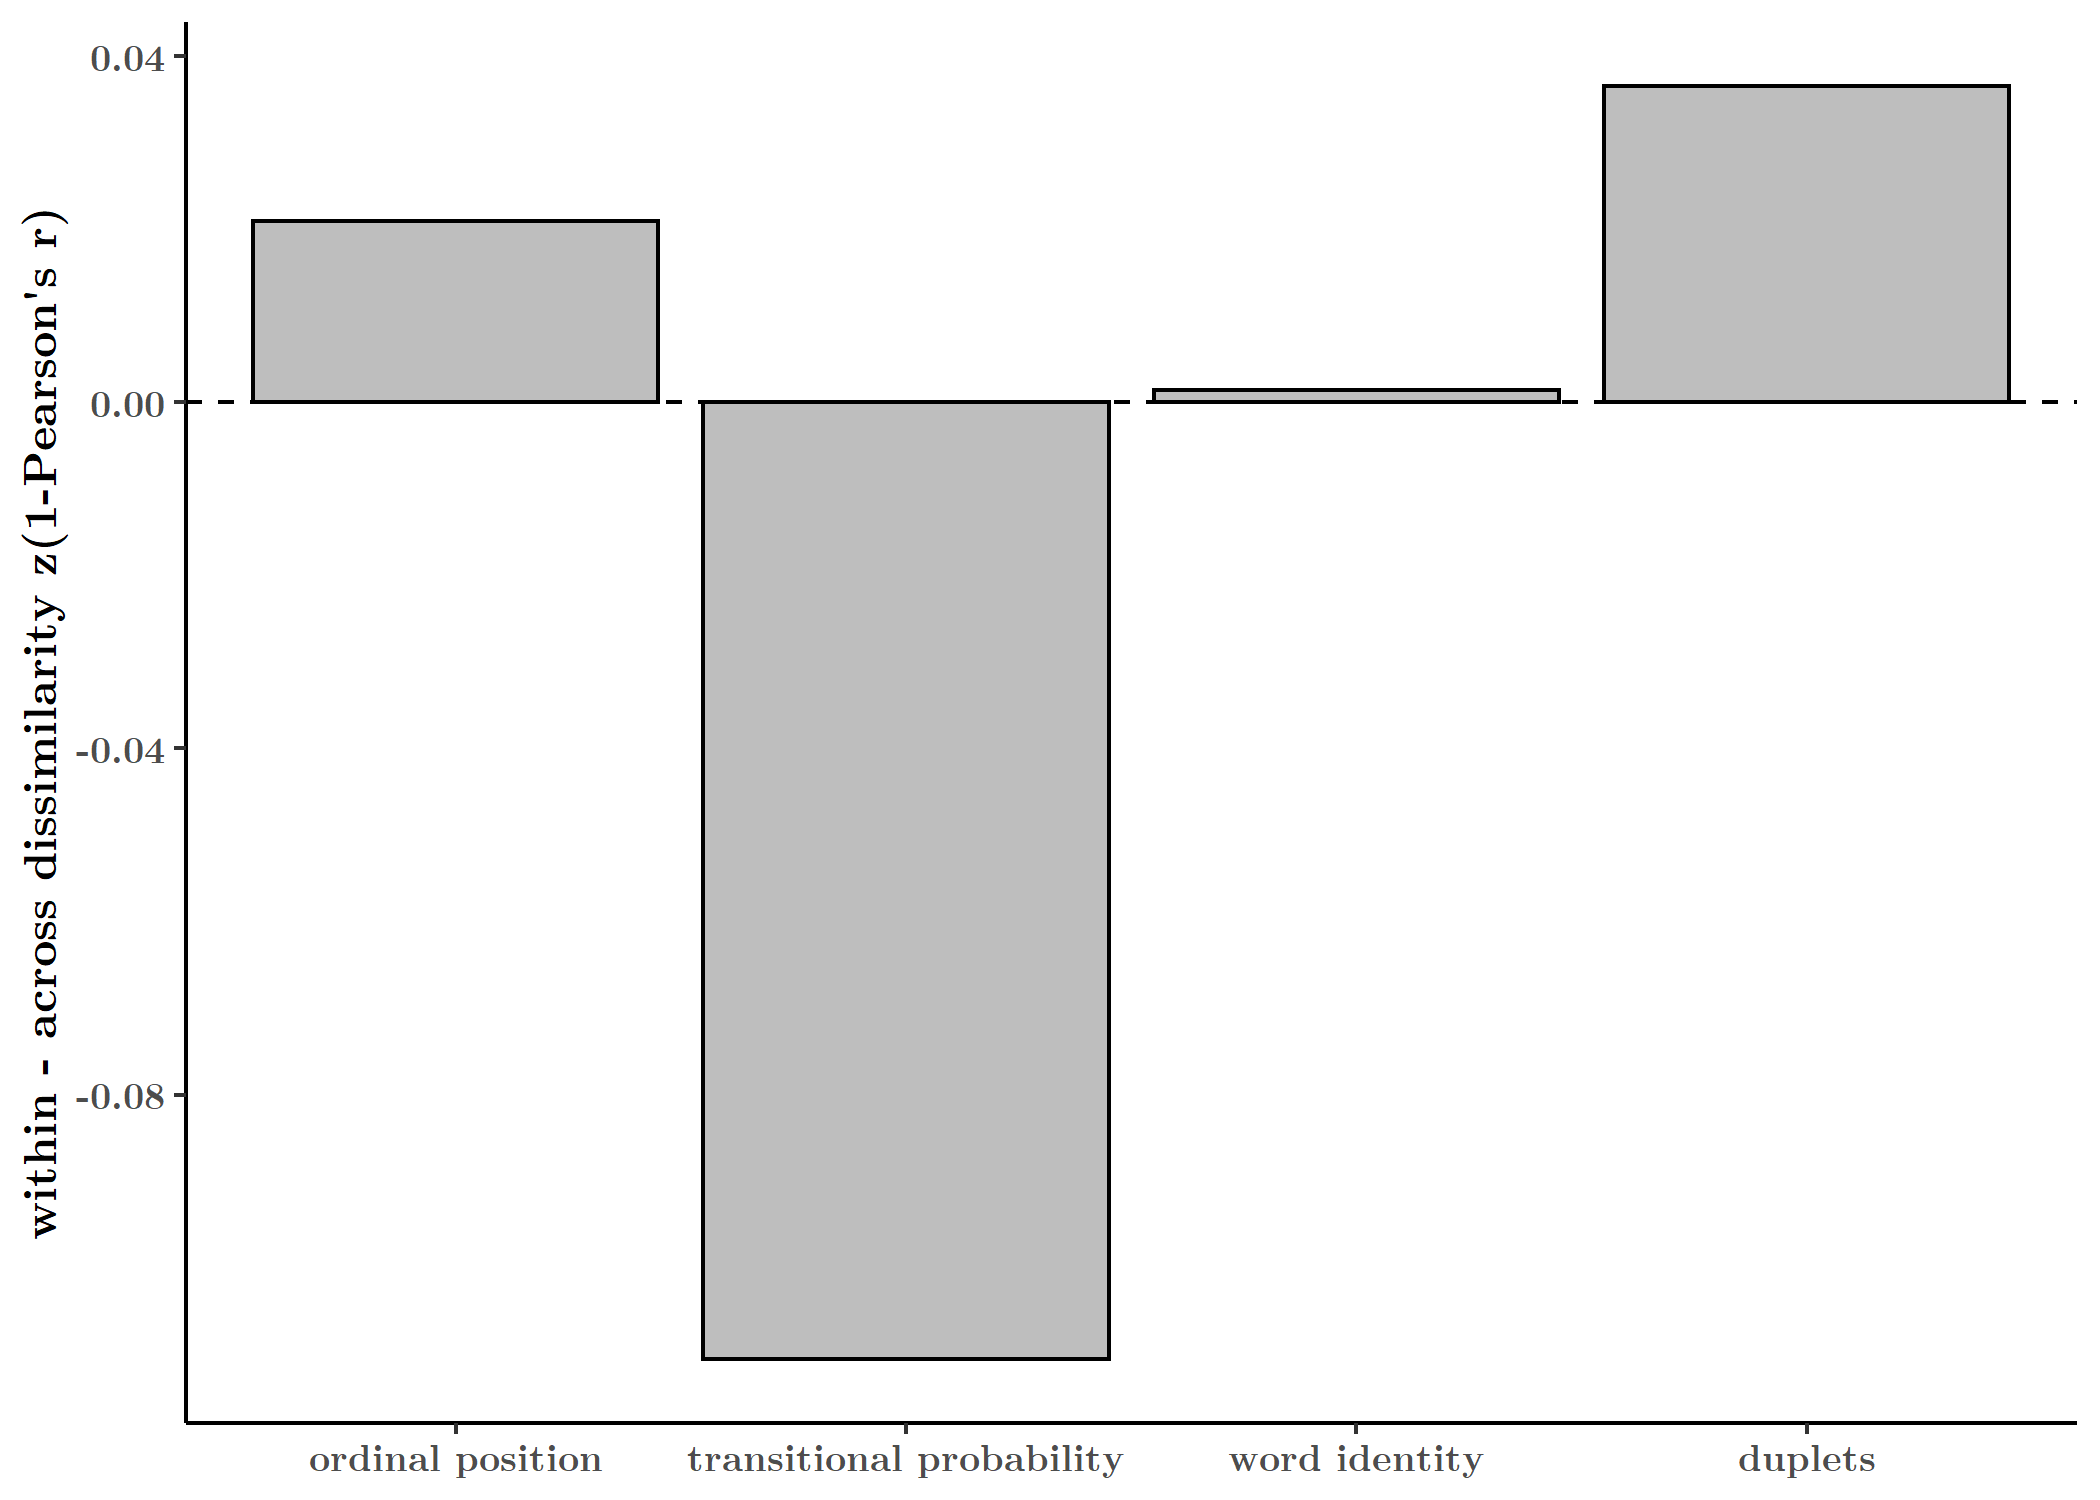 within - across dissimilarity z(1-Pearson's r)
0.04
0.00
-0.04
-0.08
ordinal position
transitional probability
word identity
duplets